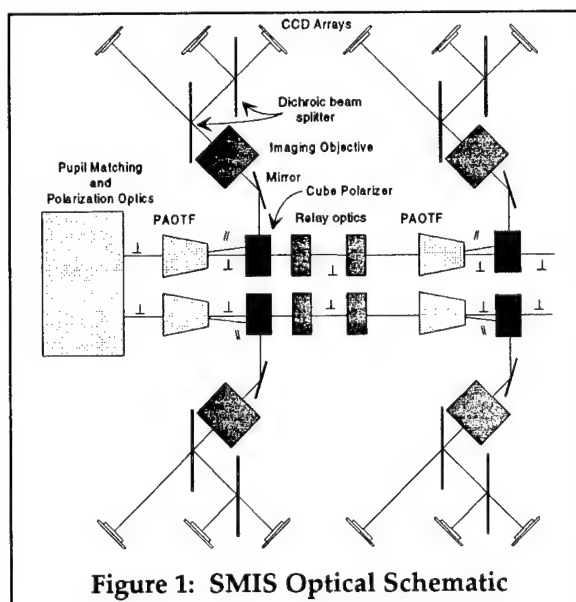 CCD Arrays
Dichroic beam
splitter
Imaging Objective
Pupil Matching
and
Polarization Optics
Mirror
Cube Polarizer
PAOTF
Relay optics
PAOTF
//
⊥
⊥
⊥
//
⊥
⊥
⊥
⊥
⊥
⊥
⊥
⊥
//
//
Figure 1: SMIS Optical Schematic